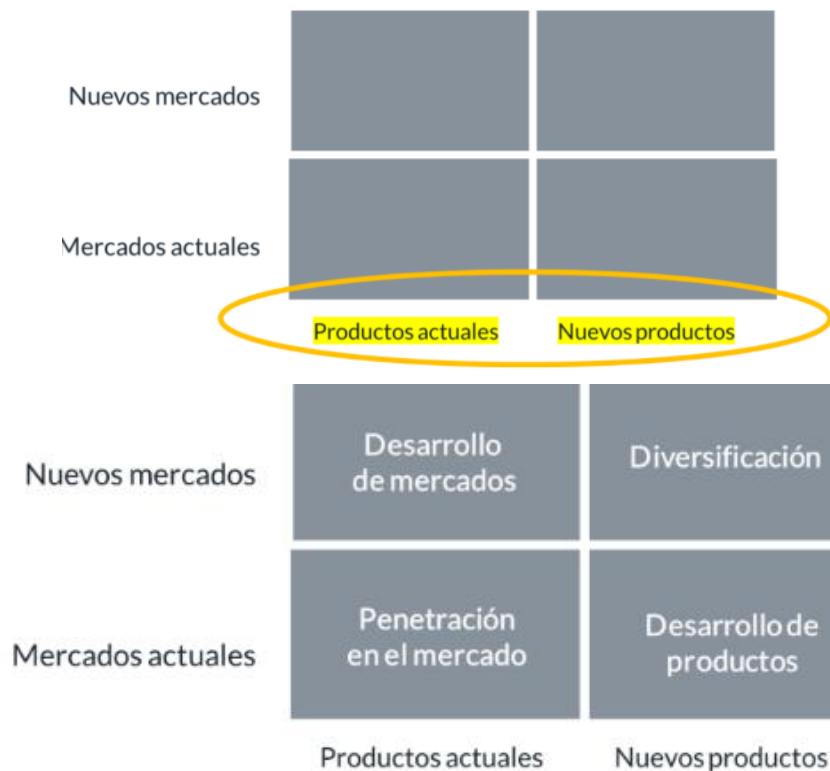 Nuevos mercados
Mercados actuales
Productos actuales Nuevos productos
Desarrollo
de mercados
Diversificación
Nuevos mercados
Penetración
en el mercado
Desarrollo de
productos
Mercados actuales
Productos actuales Nuevos productos